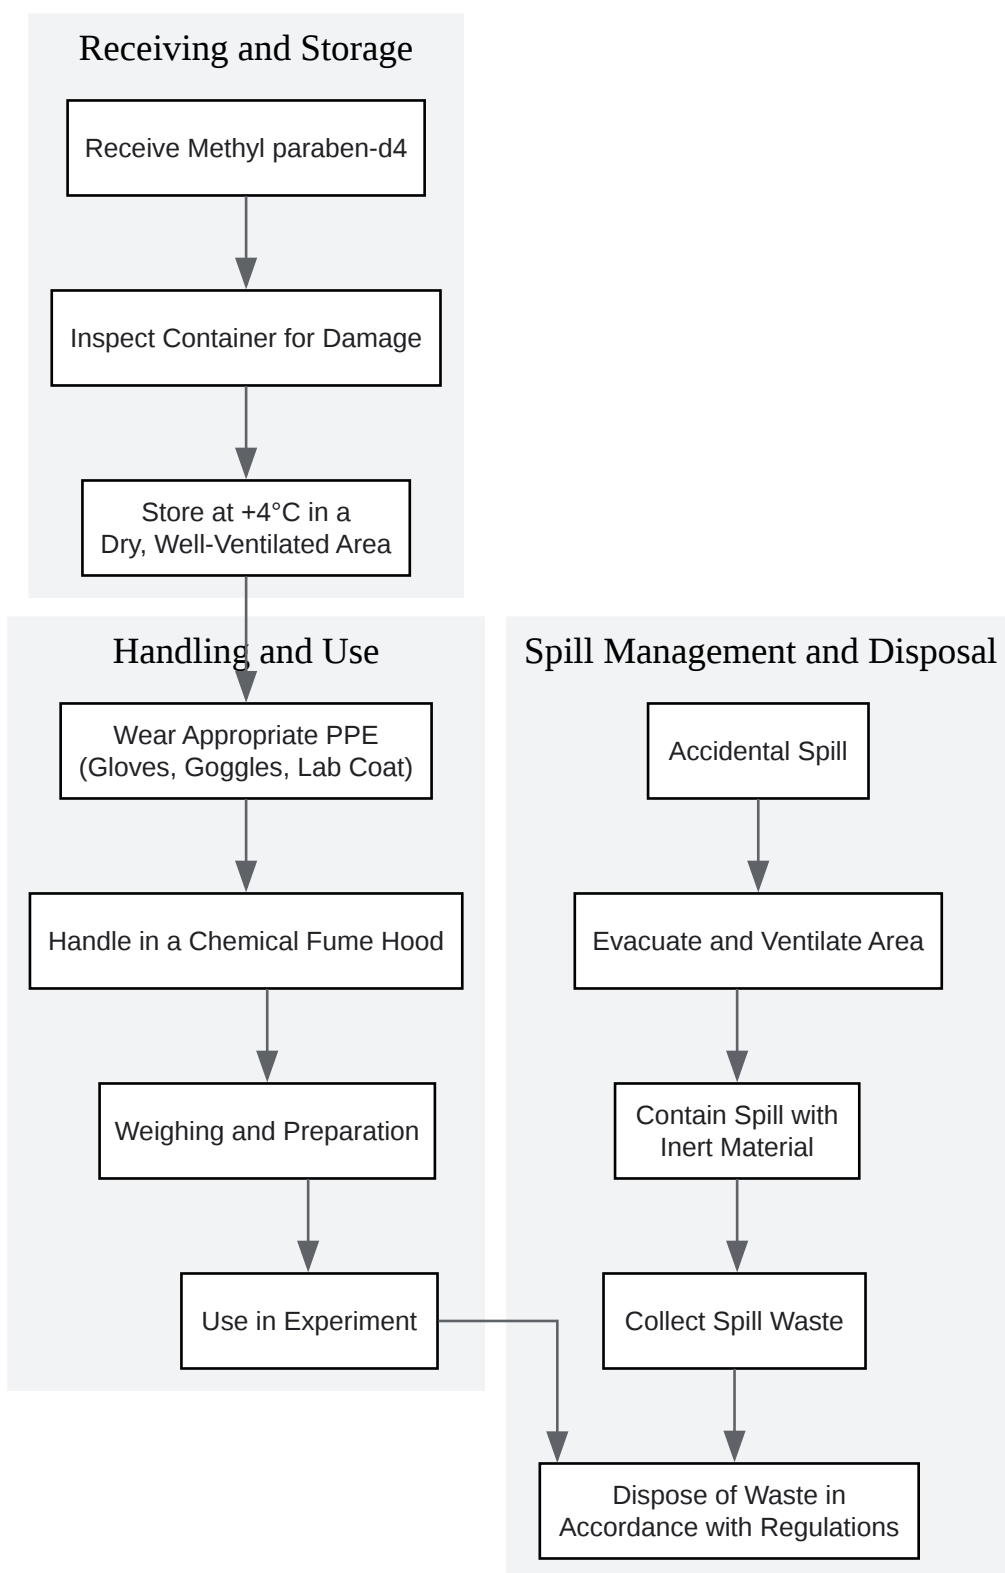 Receiving and Storage
Receive Methyl paraben-d4
Inspect Container for Damage
Store at +4°C in a
Dry, Well-Ventilated Area
Handling and Use
Wear Appropriate PPE
(Gloves, Goggles, Lab Coat)
Handle in a Chemical Fume Hood
Weighing and Preparation
Use in Experiment
Spill Management and Disposal
Accidental Spill
Evacuate and Ventilate Area
Contain Spill with
Inert Material
Collect Spill Waste
Dispose of Waste in
Accordance with Regulations